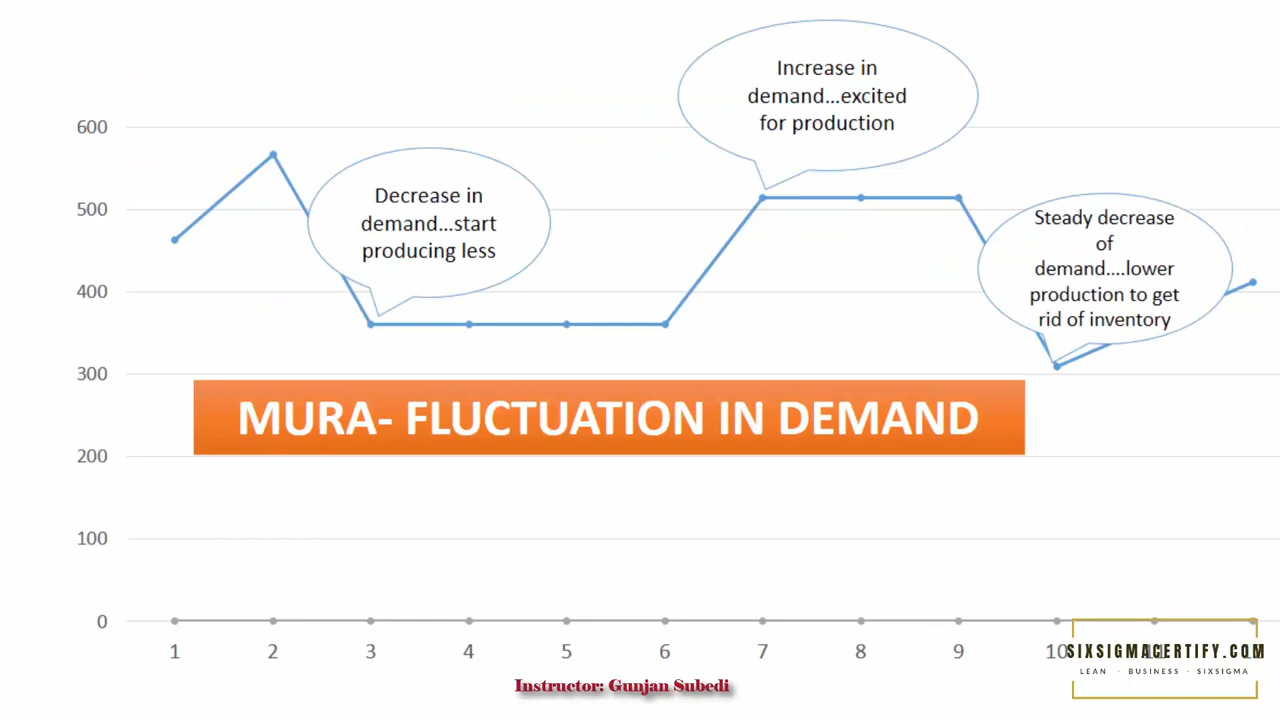 Increase in
demand...excited
for production
600
Decrease in
demand...start
producing less
500
Steady decrease
of
demand....lower
production to get
rid of inventory
400
300
MURA- FLUCTUATION IN DEMAND
200
100
0
1 2 3 4 5 6 7 8 9 10
SIXSIGMACERTIFY.COM
LEAN · BUSINESS · SIXSIGMA
Instructor: Gunjan Subedi